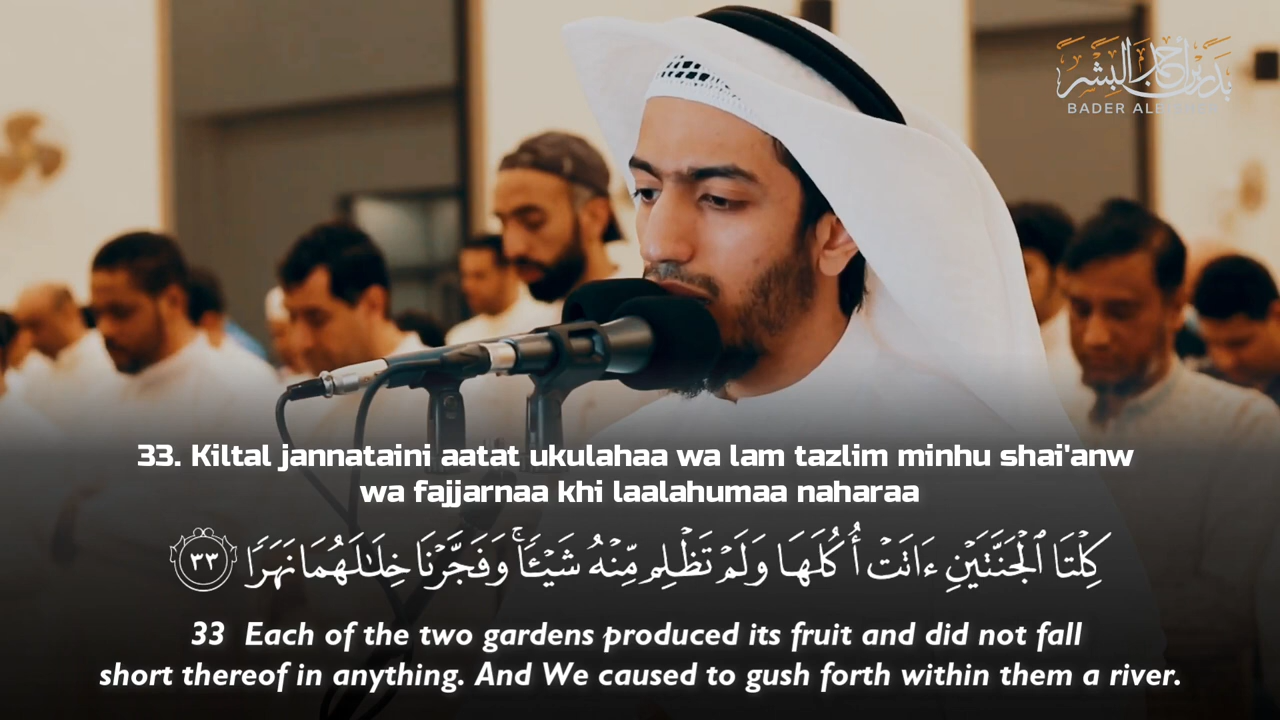 بدر بن حمد البشر
BADER
33. Kiltal jannataini aatat ukulahaa wa lam tazlim minhu shai'anw
wa fajjarnaa khi laalahumaa naharaa
كِلْتَا ٱلْجَنَّتَيْنِ ءَاتَتْ أُكُلَهَا وَلَمْ تَظْلِم مِّنْهُ شَيْـًٔا ۚ وَفَجَّرْنَا خِلَـٰلَهُمَا نَهَرًا ٣٣
33 Each of the two gardens produced its fruit and did not fall
short thereof in anything. And We caused to gush forth within them a river.